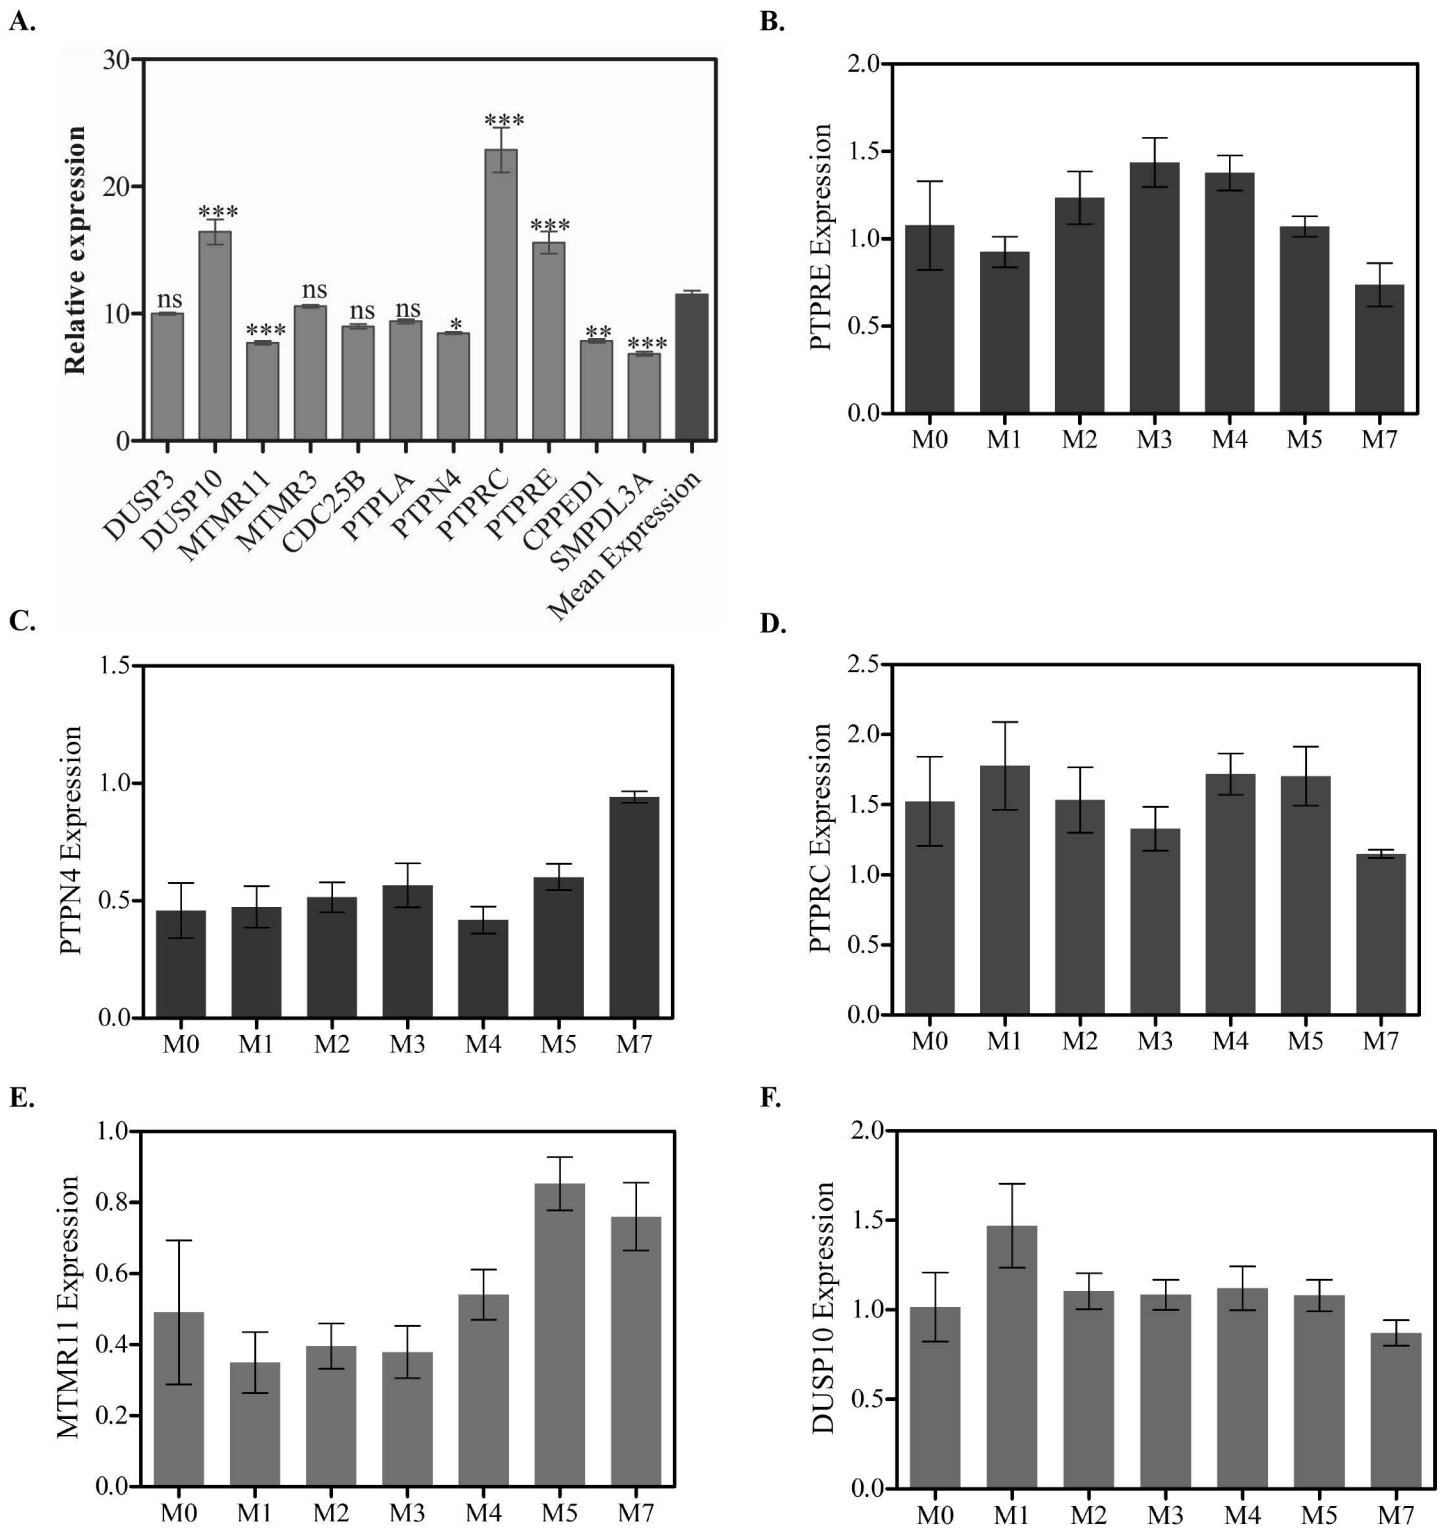 A.
Relative expression
30
20
10
0
ns
***
***
ns
ns
ns
*
***
***
**
***
DUSP3
DUSP10
MTMR11
MTMR3
CDC25B
PTPLA
PTPN4
PTPRC
PTPRE
CPPED1
SMPDL3A
Mean Expression
B.
PTPRE Expression
2.0
1.5
1.0
0.5
0.0
M0 M1 M2 M3 M4 M5 M7
C.
PTPN4 Expression
1.5
1.0
0.5
0.0
M0 M1 M2 M3 M4 M5 M7
D.
PTPRC Expression
2.5
2.0
1.5
1.0
0.5
0.0
M0 M1 M2 M3 M4 M5 M7
E.
MTMR11 Expression
1.0
0.8
0.6
0.4
0.2
0.0
M0 M1 M2 M3 M4 M5 M7
F.
DUSP10 Expression
2.0
1.5
1.0
0.5
0.0
M0 M1 M2 M3 M4 M5 M7